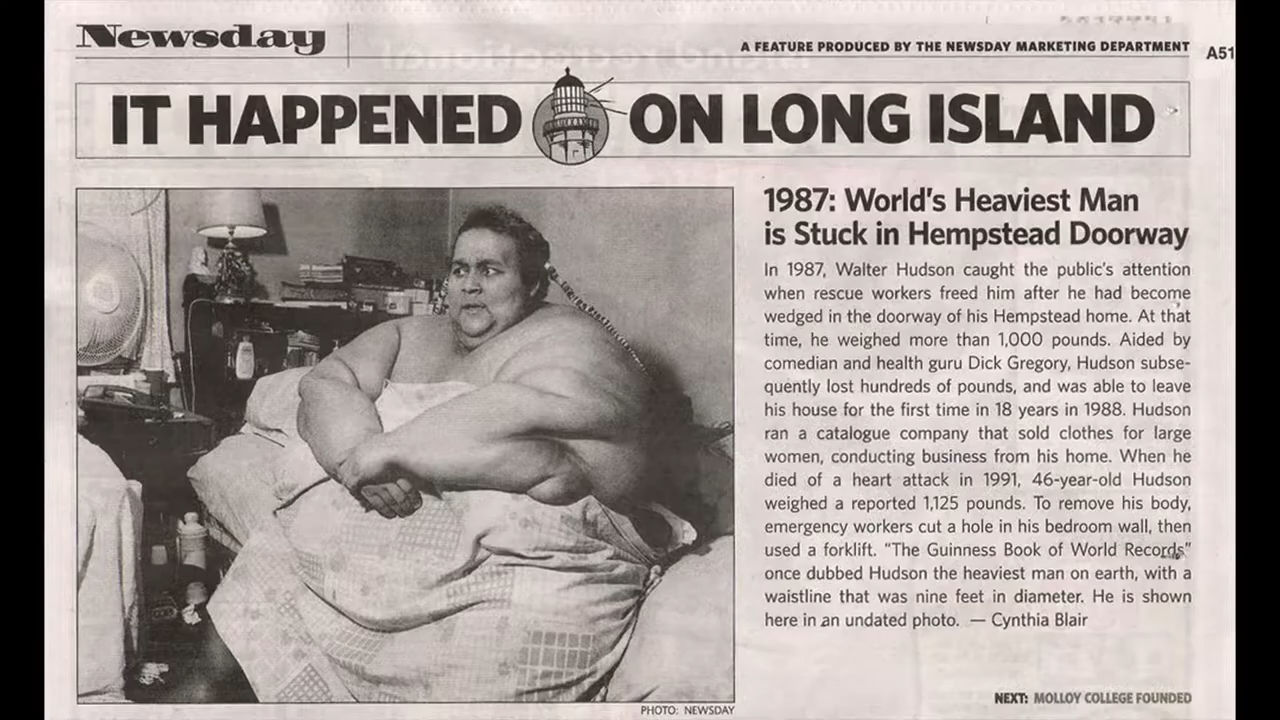 Newsday
A FEATURE PRODUCED BY THE NEWSDAY MARKETING DEPARTMENT
A51
IT HAPPENED ON LONG ISLAND
1987: World's Heaviest Man
is Stuck in Hempstead Doorway
In 1987, Walter Hudson caught the public's attention
when rescue workers freed him after he had become
wedged in the doorway of his Hempstead home. At that
time, he weighed more than 1,000 pounds. Aided by
comedian and health guru Dick Gregory, Hudson subse-
quently lost hundreds of pounds, and was able to leave
his house for the first time in 18 years in 1988. Hudson
ran a catalogue company that sold clothes for large
women, conducting business from his home. When he
died of a heart attack in 1991, 46-year-old Hudson
weighed a reported 1,125 pounds. To remove his body,
emergency workers cut a hole in his bedroom wall, then
used a forklift. “The Guinness Book of World Records”
once dubbed Hudson the heaviest man on earth, with a
waistline that was nine feet in diameter. He is shown
here in an undated photo. — Cynthia Blair
NEXT: MOLLOY COLLEGE FOUNDED
PHOTO: NEWSDAY